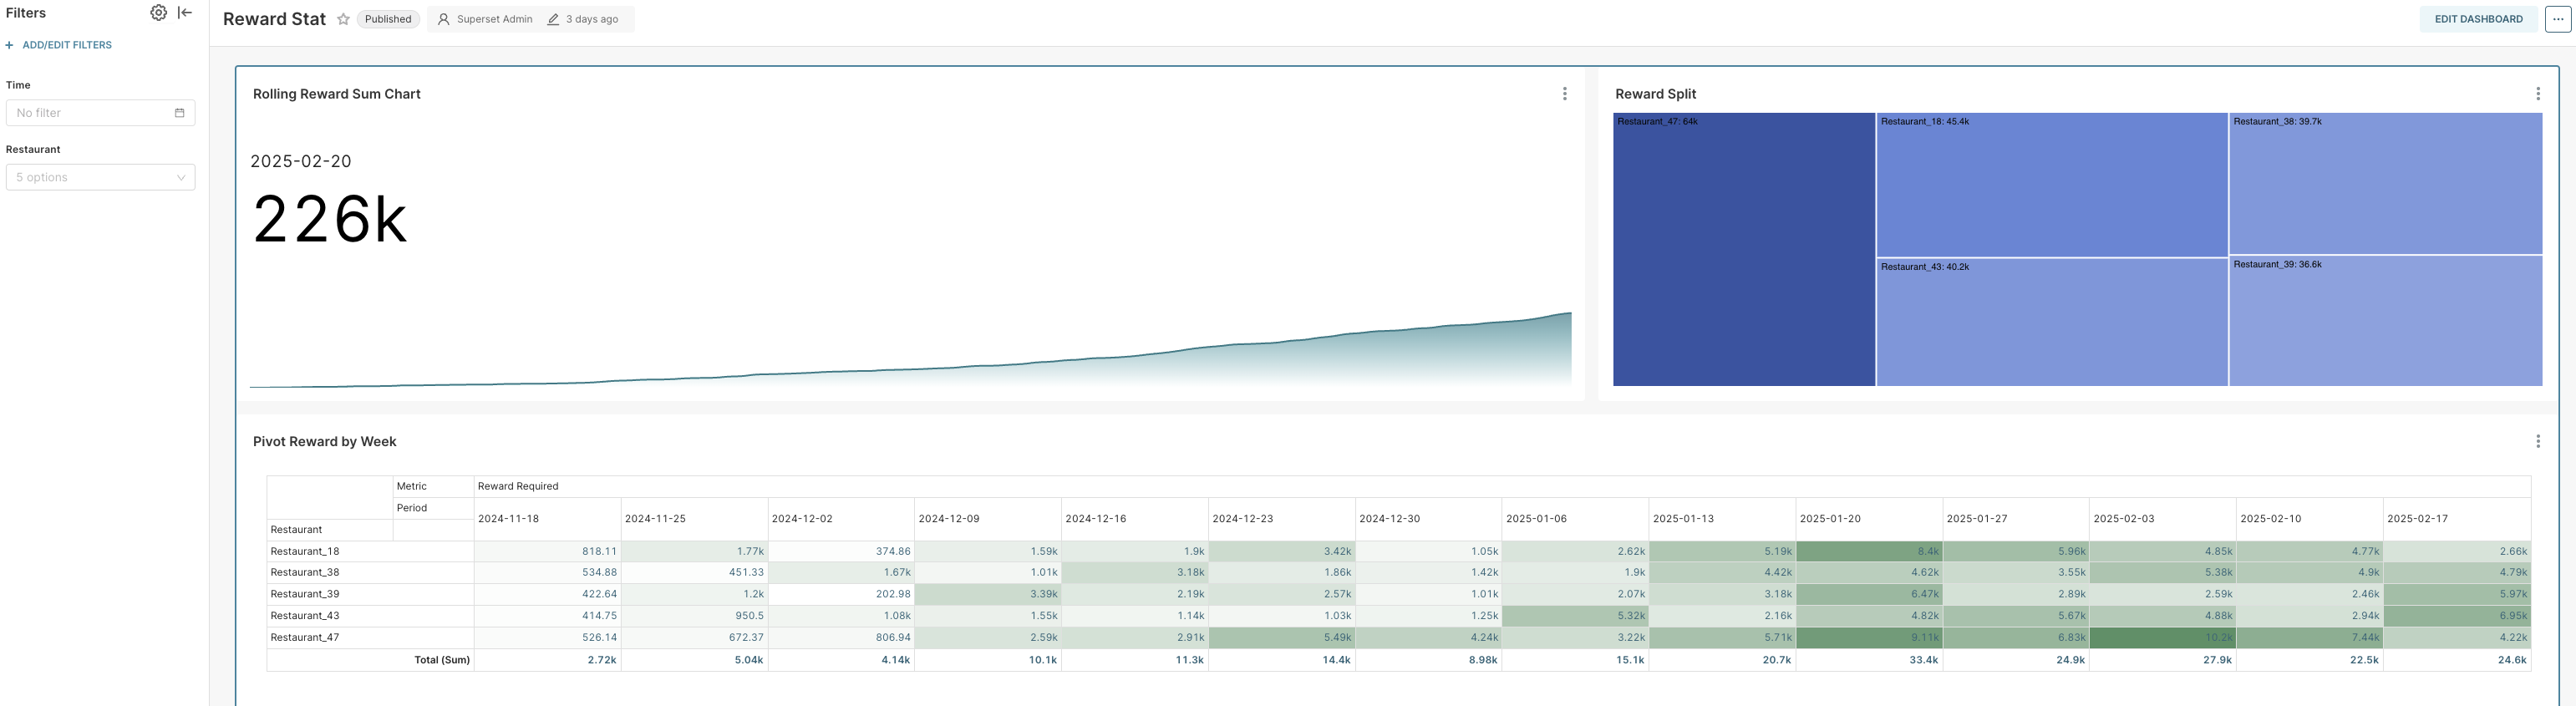 Filters
+ ADD/EDIT FILTERS
Time
No filter
Restaurant
5 options
Reward Stat Published Superset Admin 3 days ago
EDIT DASHBOARD ...
Rolling Reward Sum Chart
2025-02-20
226k
Reward Split
Restaurant_47: 64k
Restaurant_18: 45.4k
Restaurant_38: 39.7k
Restaurant_43: 40.2k
Restaurant_39: 36.6k
Pivot Reward by Week
Metric Reward Required
Period 2024-11-18 2024-11-25 2024-12-02 2024-12-09 2024-12-16 2024-12-23 2024-12-30 2025-01-06 2025-01-13 2025-01-20 2025-01-27 2025-02-03 2025-02-10 2025-02-17
Restaurant
Restaurant_18 818.11 1.77k 374.86 1.59k 1.9k 3.42k 1.05k 2.62k 5.19k 8.4k 5.96k 4.85k 4.77k 2.66k
Restaurant_38 534.88 451.33 1.67k 1.01k 3.18k 1.86k 1.42k 1.9k 4.42k 4.62k 3.55k 5.38k 4.9k 4.79k
Restaurant_39 422.64 1.2k 202.98 3.39k 2.19k 2.57k 1.01k 2.07k 3.18k 6.47k 2.89k 2.59k 2.46k 5.97k
Restaurant_43 414.75 950.5 1.08k 1.55k 1.14k 1.03k 1.25k 5.32k 2.16k 4.82k 5.67k 4.88k 2.94k 6.95k
Restaurant_47 526.14 672.37 806.94 2.59k 2.91k 5.49k 4.24k 3.22k 5.71k 9.11k 6.83k 10.2k 7.44k 4.22k
Total (Sum) 2.72k 5.04k 4.14k 10.1k 11.3k 14.4k 8.98k 15.1k 20.7k 33.4k 24.9k 27.9k 22.5k 24.6k